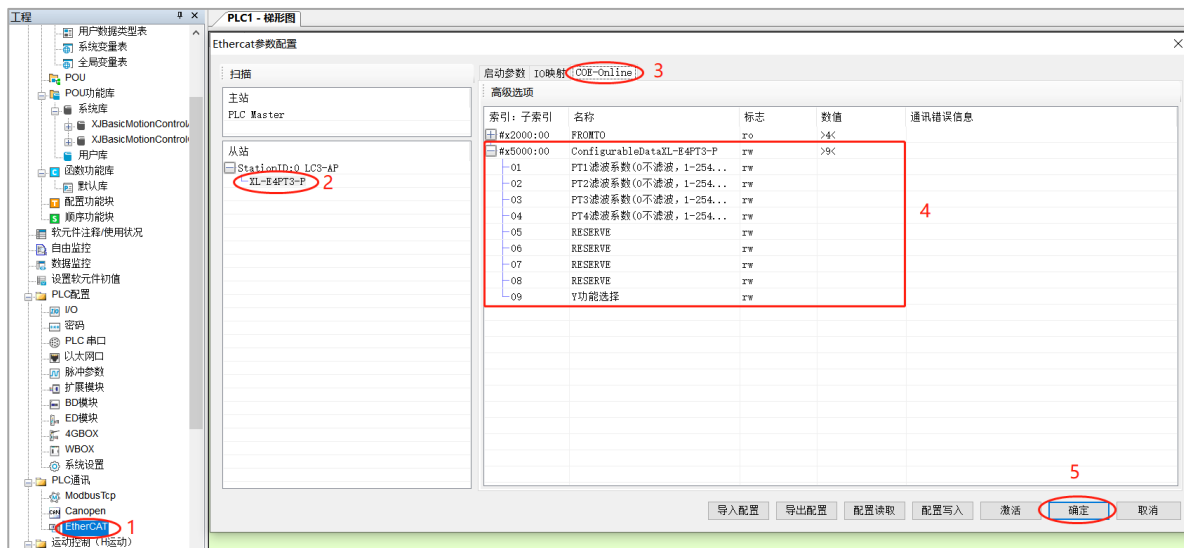 工程
用户数据类型表
系统变量表
全局变量表
POU
POU功能库
系统库
XJBasicMotionControl
XJBasicMotionControl
用户库
函数功能库
默认库
配置功能块
顺序功能块
软元件注释/使用状况
自由监控
数据监控
设置软元件初值
PLC配置
I/O
密码
PLC 串口
以太网口
脉冲参数
扩展模块
BD模块
ED模块
4GBOX
WBOX
系统设置
PLC通讯
ModbusTcp
Canopen
EtherCAT 1
运动控制（H运动）
PLC1 - 梯形图
Ethercat参数配置
扫描
主站
PLC Master
从站
StationID:0 LC3-AP
XL-E4PT3-P 2
启动参数 IO映射 COE-Online 3
高级选项
索引: 子索引 名称 标志 数值 通讯错误信息
#x2000:00 FROMTO ro >4<
#x5000:00 ConfigurableDataXL-E4PT3-P rw >9<
01 PT1滤波系数(0不滤波, 1-254... rw
02 PT2滤波系数(0不滤波, 1-254... rw
03 PT3滤波系数(0不滤波, 1-254... rw
04 PT4滤波系数(0不滤波, 1-254... rw
4
05 RESERVE rw
06 RESERVE rw
07 RESERVE rw
08 RESERVE rw
09 Y功能选择 rw
5
导入配置 导出配置 配置读取 配置写入 激活 确定 取消